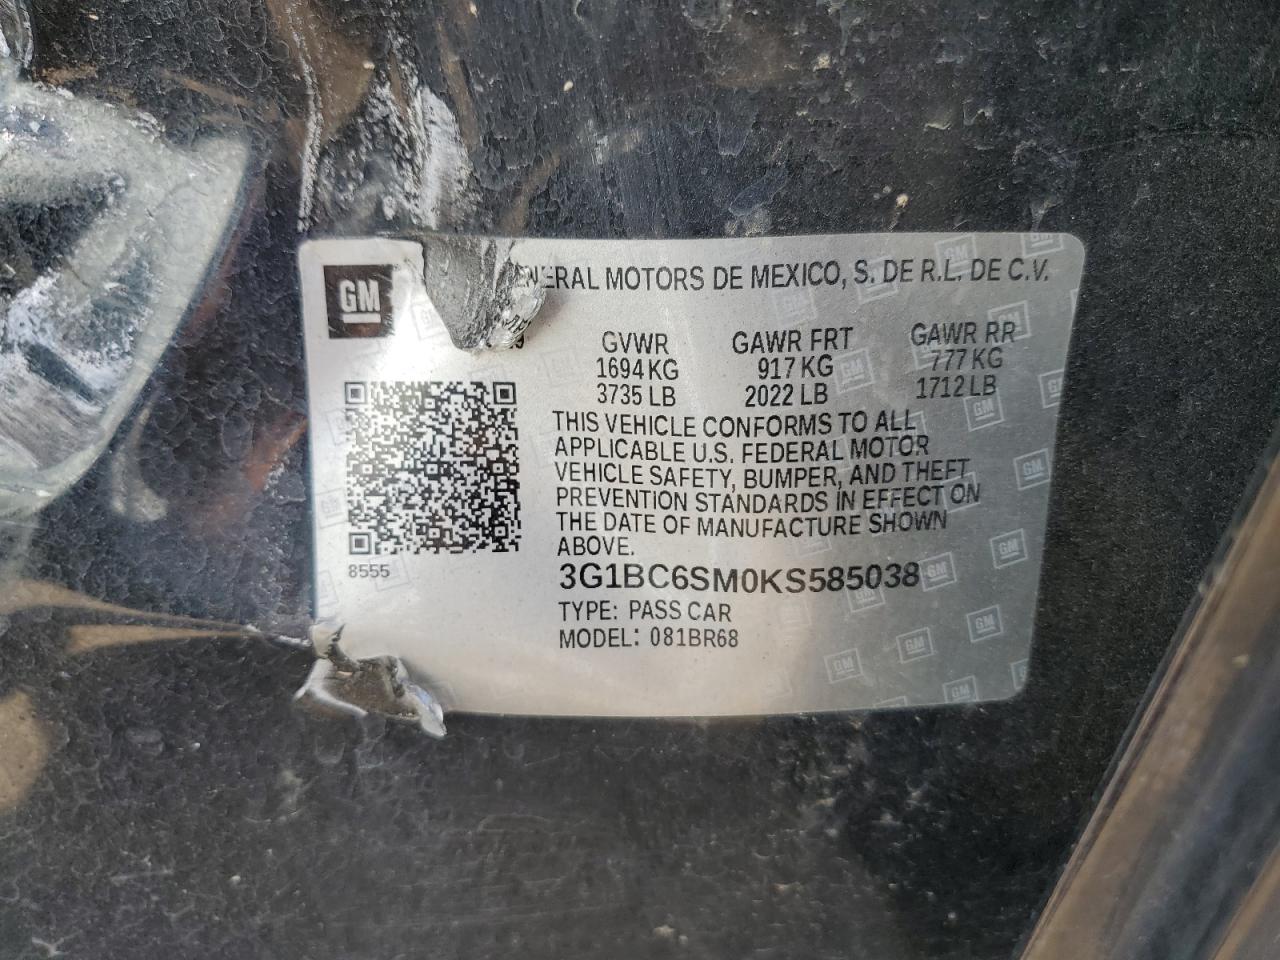 GM
NERAL MOTORS DE MEXICO, S. DE R.L. DE C.V.
GVWR GAWR FRT GAWR RR
1694 KG 917 KG 777 KG
3735 LB 2022 LB 1712 LB
THIS VEHICLE CONFORMS TO ALL
APPLICABLE U.S. FEDERAL MOTOR
VEHICLE SAFETY, BUMPER, AND THEFT
PREVENTION STANDARDS IN EFFECT ON
THE DATE OF MANUFACTURE SHOWN
ABOVE.
8555
3G1BC6SM0KS585038
TYPE: PASS CAR
MODEL: 081BR68